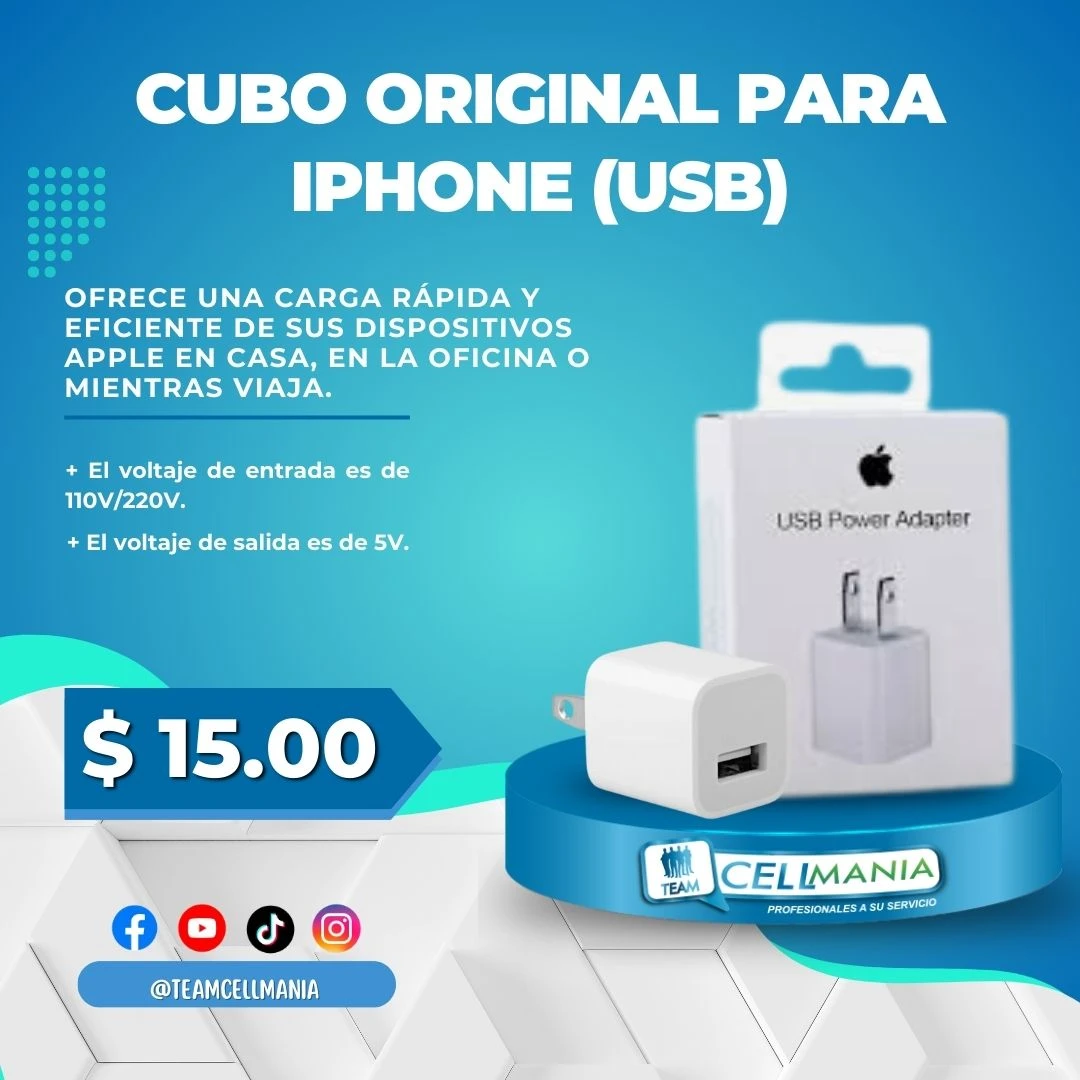 CUBO ORIGINAL PARA
IPHONE (USB)
OFRECE UNA CARGA RÁPIDA Y
EFICIENTE DE SUS DISPOSITIVOS
APPLE EN CASA, EN LA OFICINA O
MIENTRAS VIAJA.
+ El voltaje de entrada es de
110V/220V.
+ El voltaje de salida es de 5V.
USB Power Adapter
$ 15.00
TEAM
CELLMANIA
PROFESIONALES A SU SERVICIO
@TEAMCELLMANIA